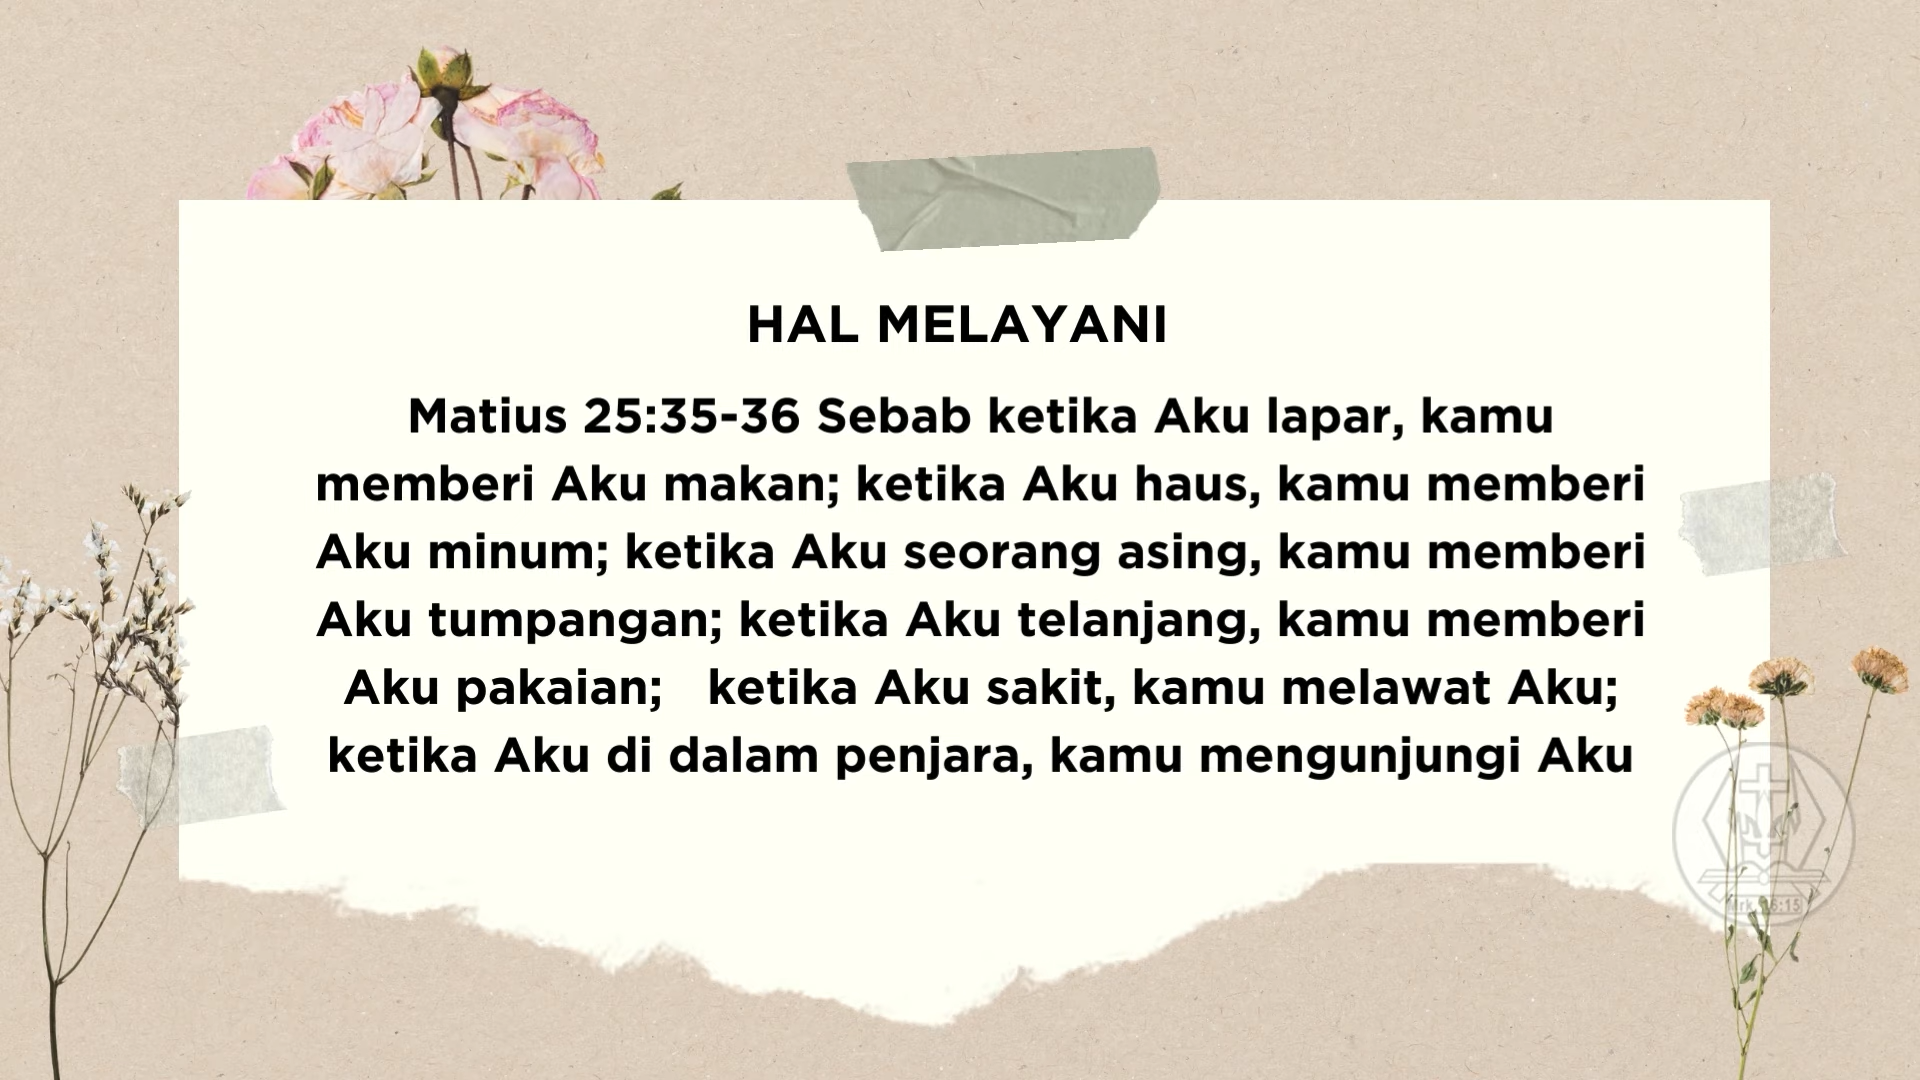 HAL MELAYANI
Matius 25:35-36 Sebab ketika Aku lapar, kamu
memberi Aku makan; ketika Aku haus, kamu memberi
Aku minum; ketika Aku seorang asing, kamu memberi
Aku tumpangan; ketika Aku telanjang, kamu memberi
Aku pakaian;   ketika Aku sakit, kamu melawat Aku;
ketika Aku di dalam penjara, kamu mengunjungi Aku